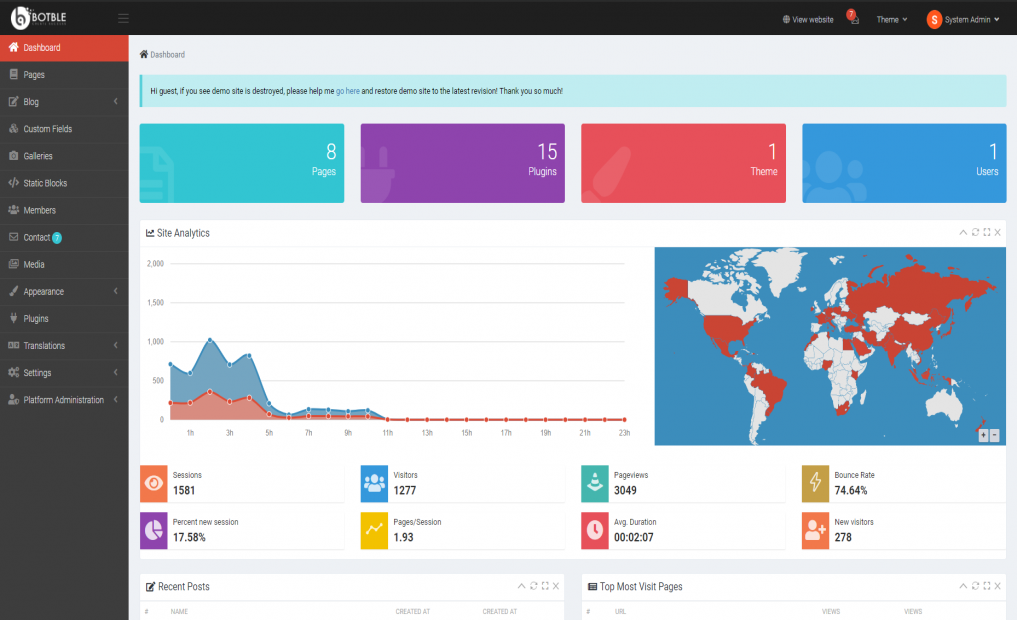 BOTBLE
View website
7
Theme
S
System Admin
Dashboard
Pages
Blog
Custom Fields
Galleries
Static Blocks
Members
Contact 7
Media
Appearance
Plugins
Translations
Settings
Platform Administration
Dashboard
Hi guest, if you see demo site is destroyed, please help me go here and restore demo site to the latest revision! Thank you so much!
8
Pages
15
Plugins
1
Theme
1
Users
Site Analytics
2,000
1,500
1,000
500
0
1h 3h 5h 7h 9h 11h 13h 15h 17h 19h 21h 23h
+ -
Sessions
1581
Visitors
1277
Pageviews
3049
Bounce Rate
74.64%
Percent new session
17.58%
Pages/Session
1.93
Avg. Duration
00:02:07
New visitors
278
Recent Posts
# NAME CREATED AT CREATED AT
Top Most Visit Pages
# URL VIEWS VIEWS